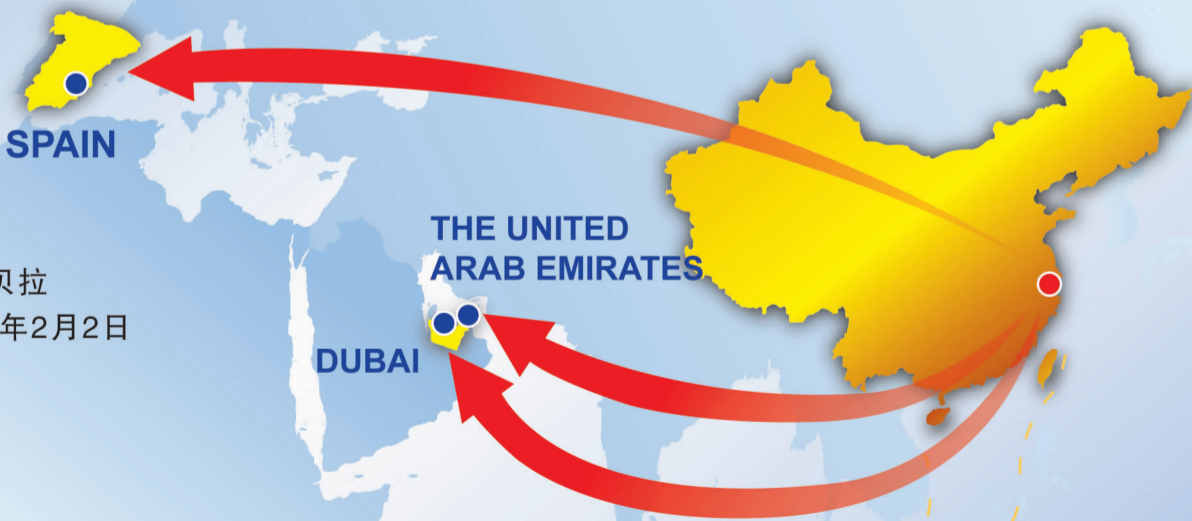 SPAIN
THE UNITED
ARAB EMIRATES
贝拉
年2月2日
DUBAI